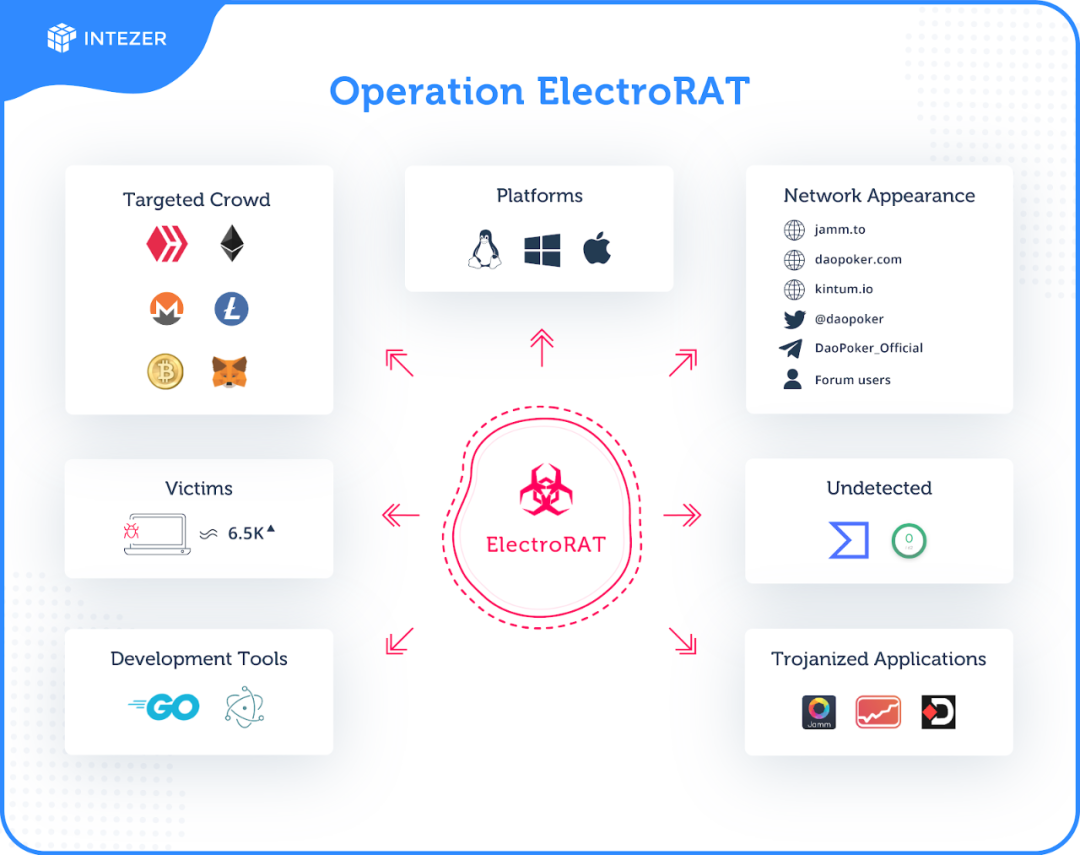 INTEZER
Operation ElectroRAT
Targeted Crowd
Platforms
Network Appearance
jamm.to
daopoker.com
kintum.io
@daopoker
DaoPoker_Official
Forum users
Victims
6.5K
ElectroRAT
Undetected
0
Development Tools
GO
Trojanized Applications
Jamm